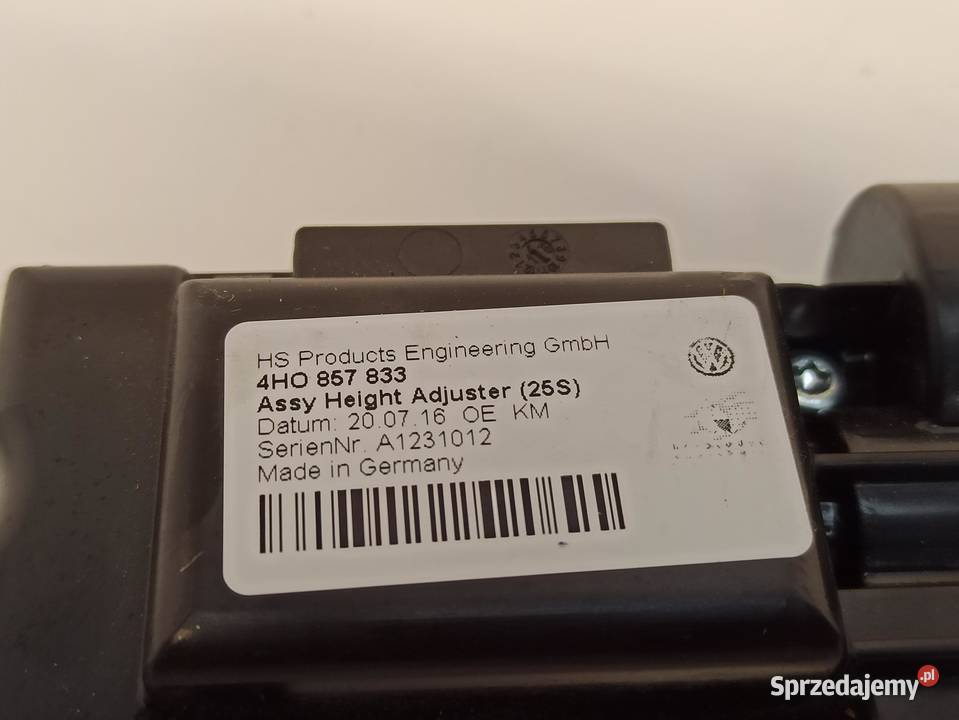 HS Products Engineering GmbH
4HO 857 833
Assy Height Adjuster (25S)
Datum: 20.07.16 OE KM
SerienNr. A1231012
Made in Germany
Sprzedajemy.pl